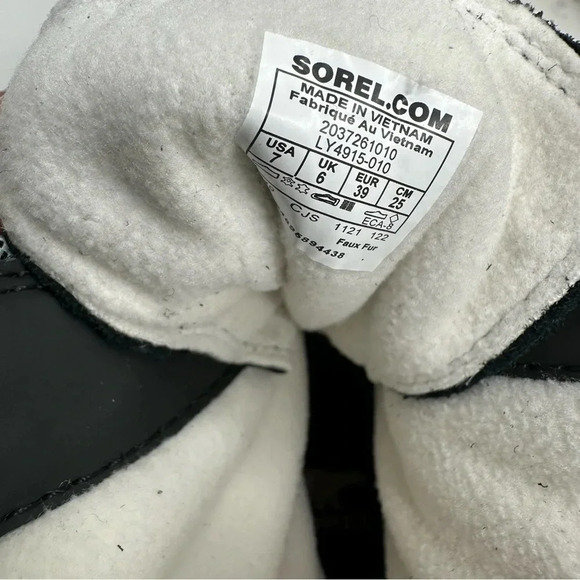 SOREL.COM
MADE IN VIETNAM
Fabriqué Au Vietnam
2037261010
LY4915-010
USA UK EUR CM
7 6 39 25
ECA-B
CJS 1121 122
Faux Fur